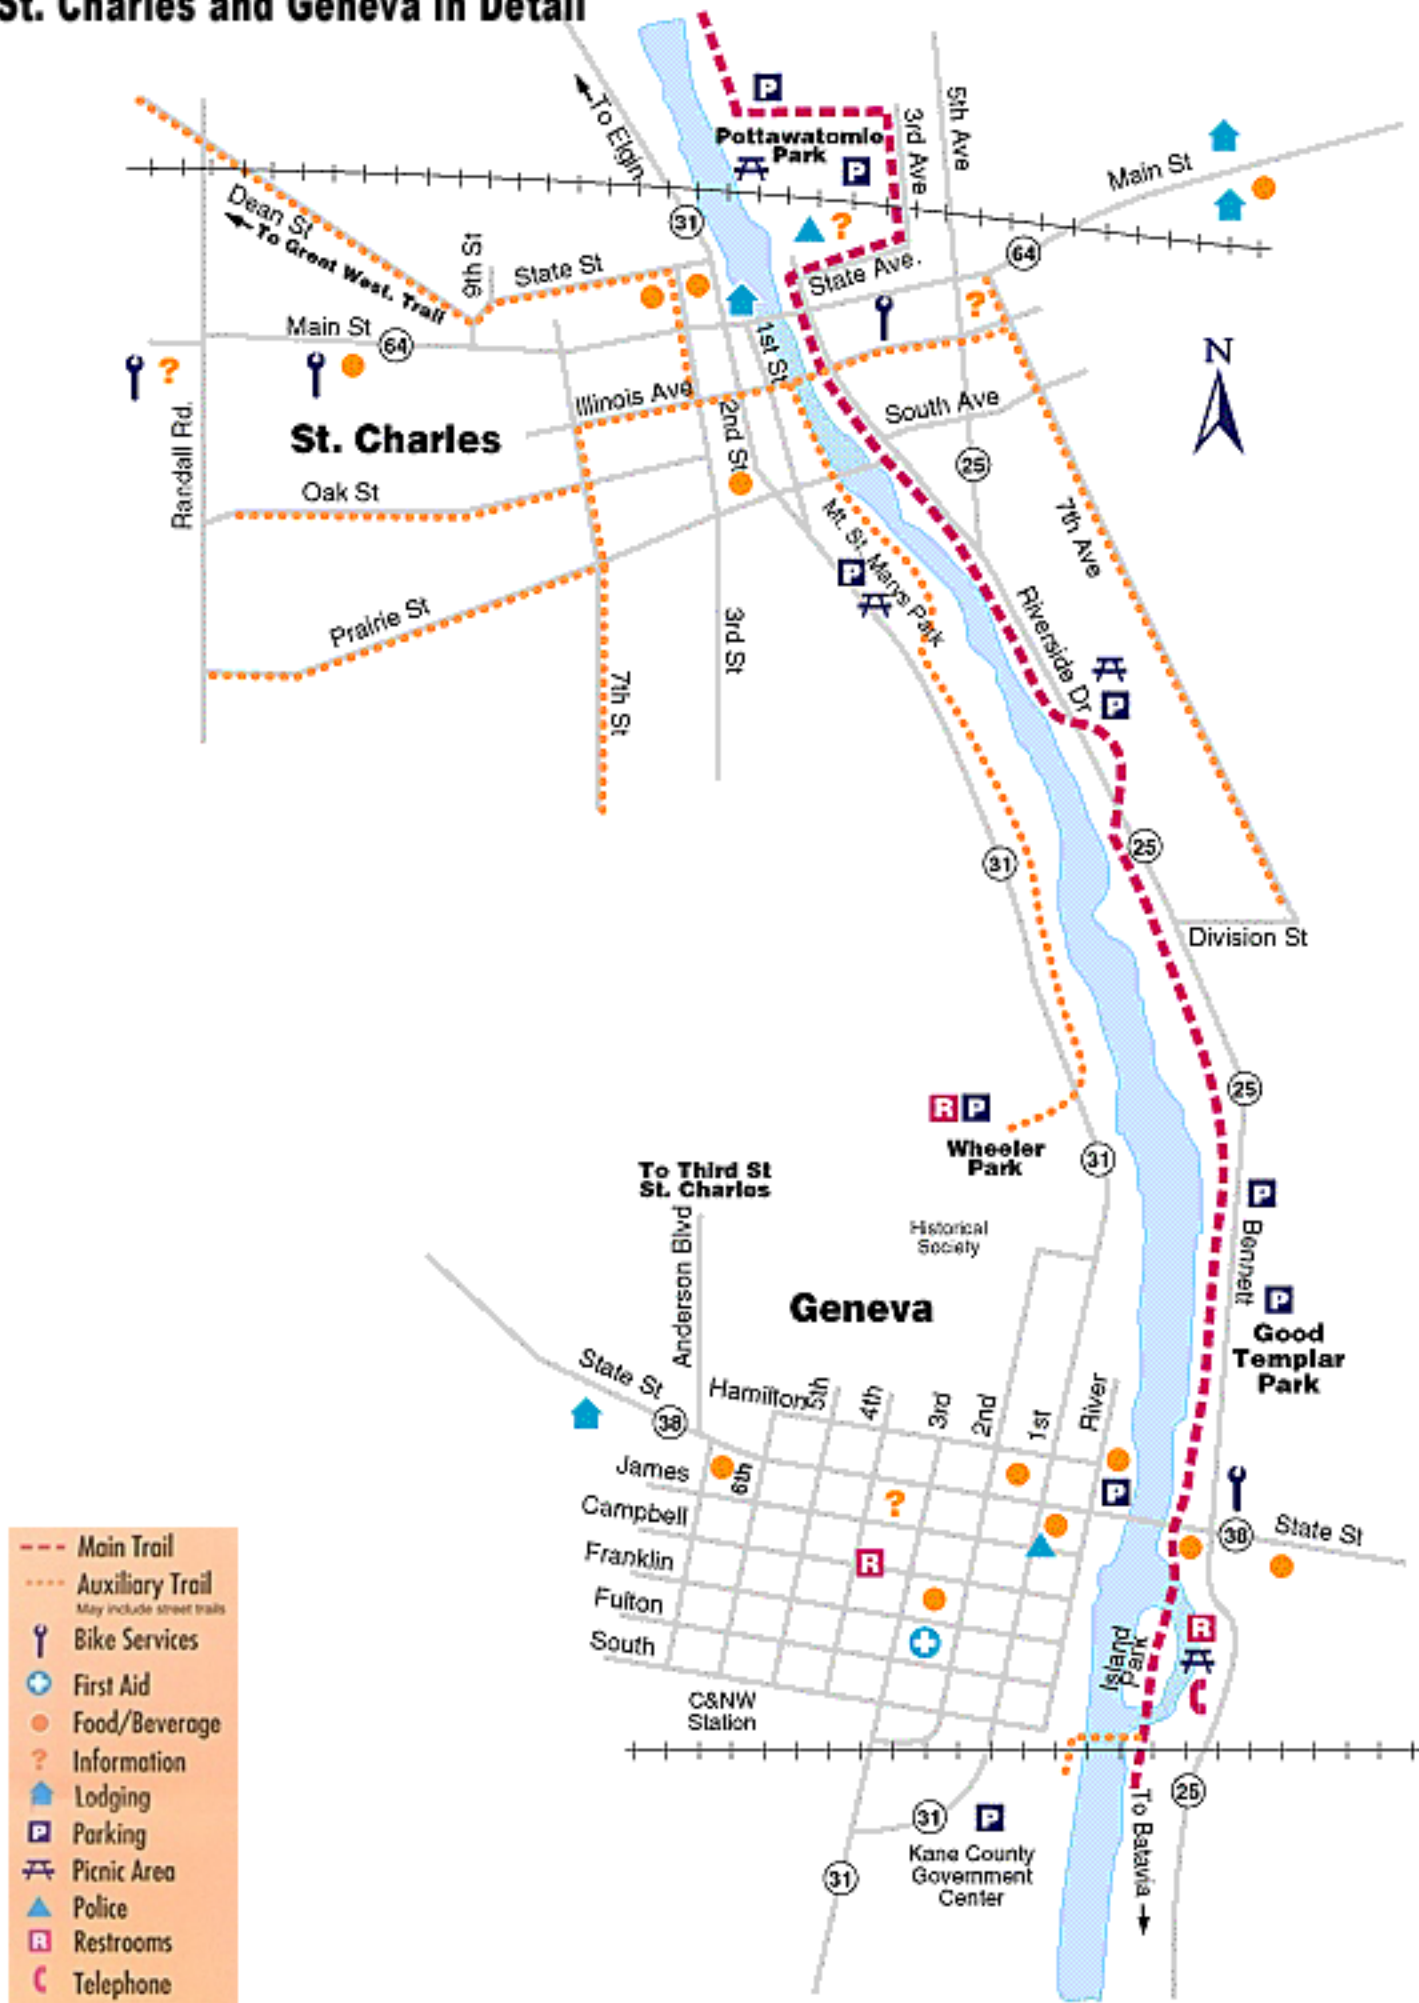 St. Charles and Geneva in Detail
To Elgin
P
Pottawatomie
Park
P
3rd Ave
5th Ave
Main St
31
?
64
Dean St
To Great West. Trail
9th St
State St
State Ave.
?
Main St
64
1st St
?
Illinois Ave
2nd St
South Ave
N
St. Charles
Randall Rd.
25
Oak St
7th Ave
Mt. St. Marys Park
P
Prairie St
3rd St
Riverside Dr
P
7th St
25
31
Division St
25
R P
Wheeler
Park
31
To Third St
St. Charles
Anderson Blvd
Historical
Society
P
Bennett
P
Geneva
Good
Templar
Park
State St
38
Hamilton
5th
4th
3rd
2nd
1st
River
James
6th
Campbell
?
P
Franklin
R
38
State St
Fulton
South
Island
Park
R
C&NW
Station
25
31
P
To Batavia
Kane County
Government
Center
31
Main Trail
Auxiliary Trail
May include street trails
Bike Services
First Aid
Food/Beverage
? Information
Lodging
P Parking
Picnic Area
Police
R Restrooms
Telephone